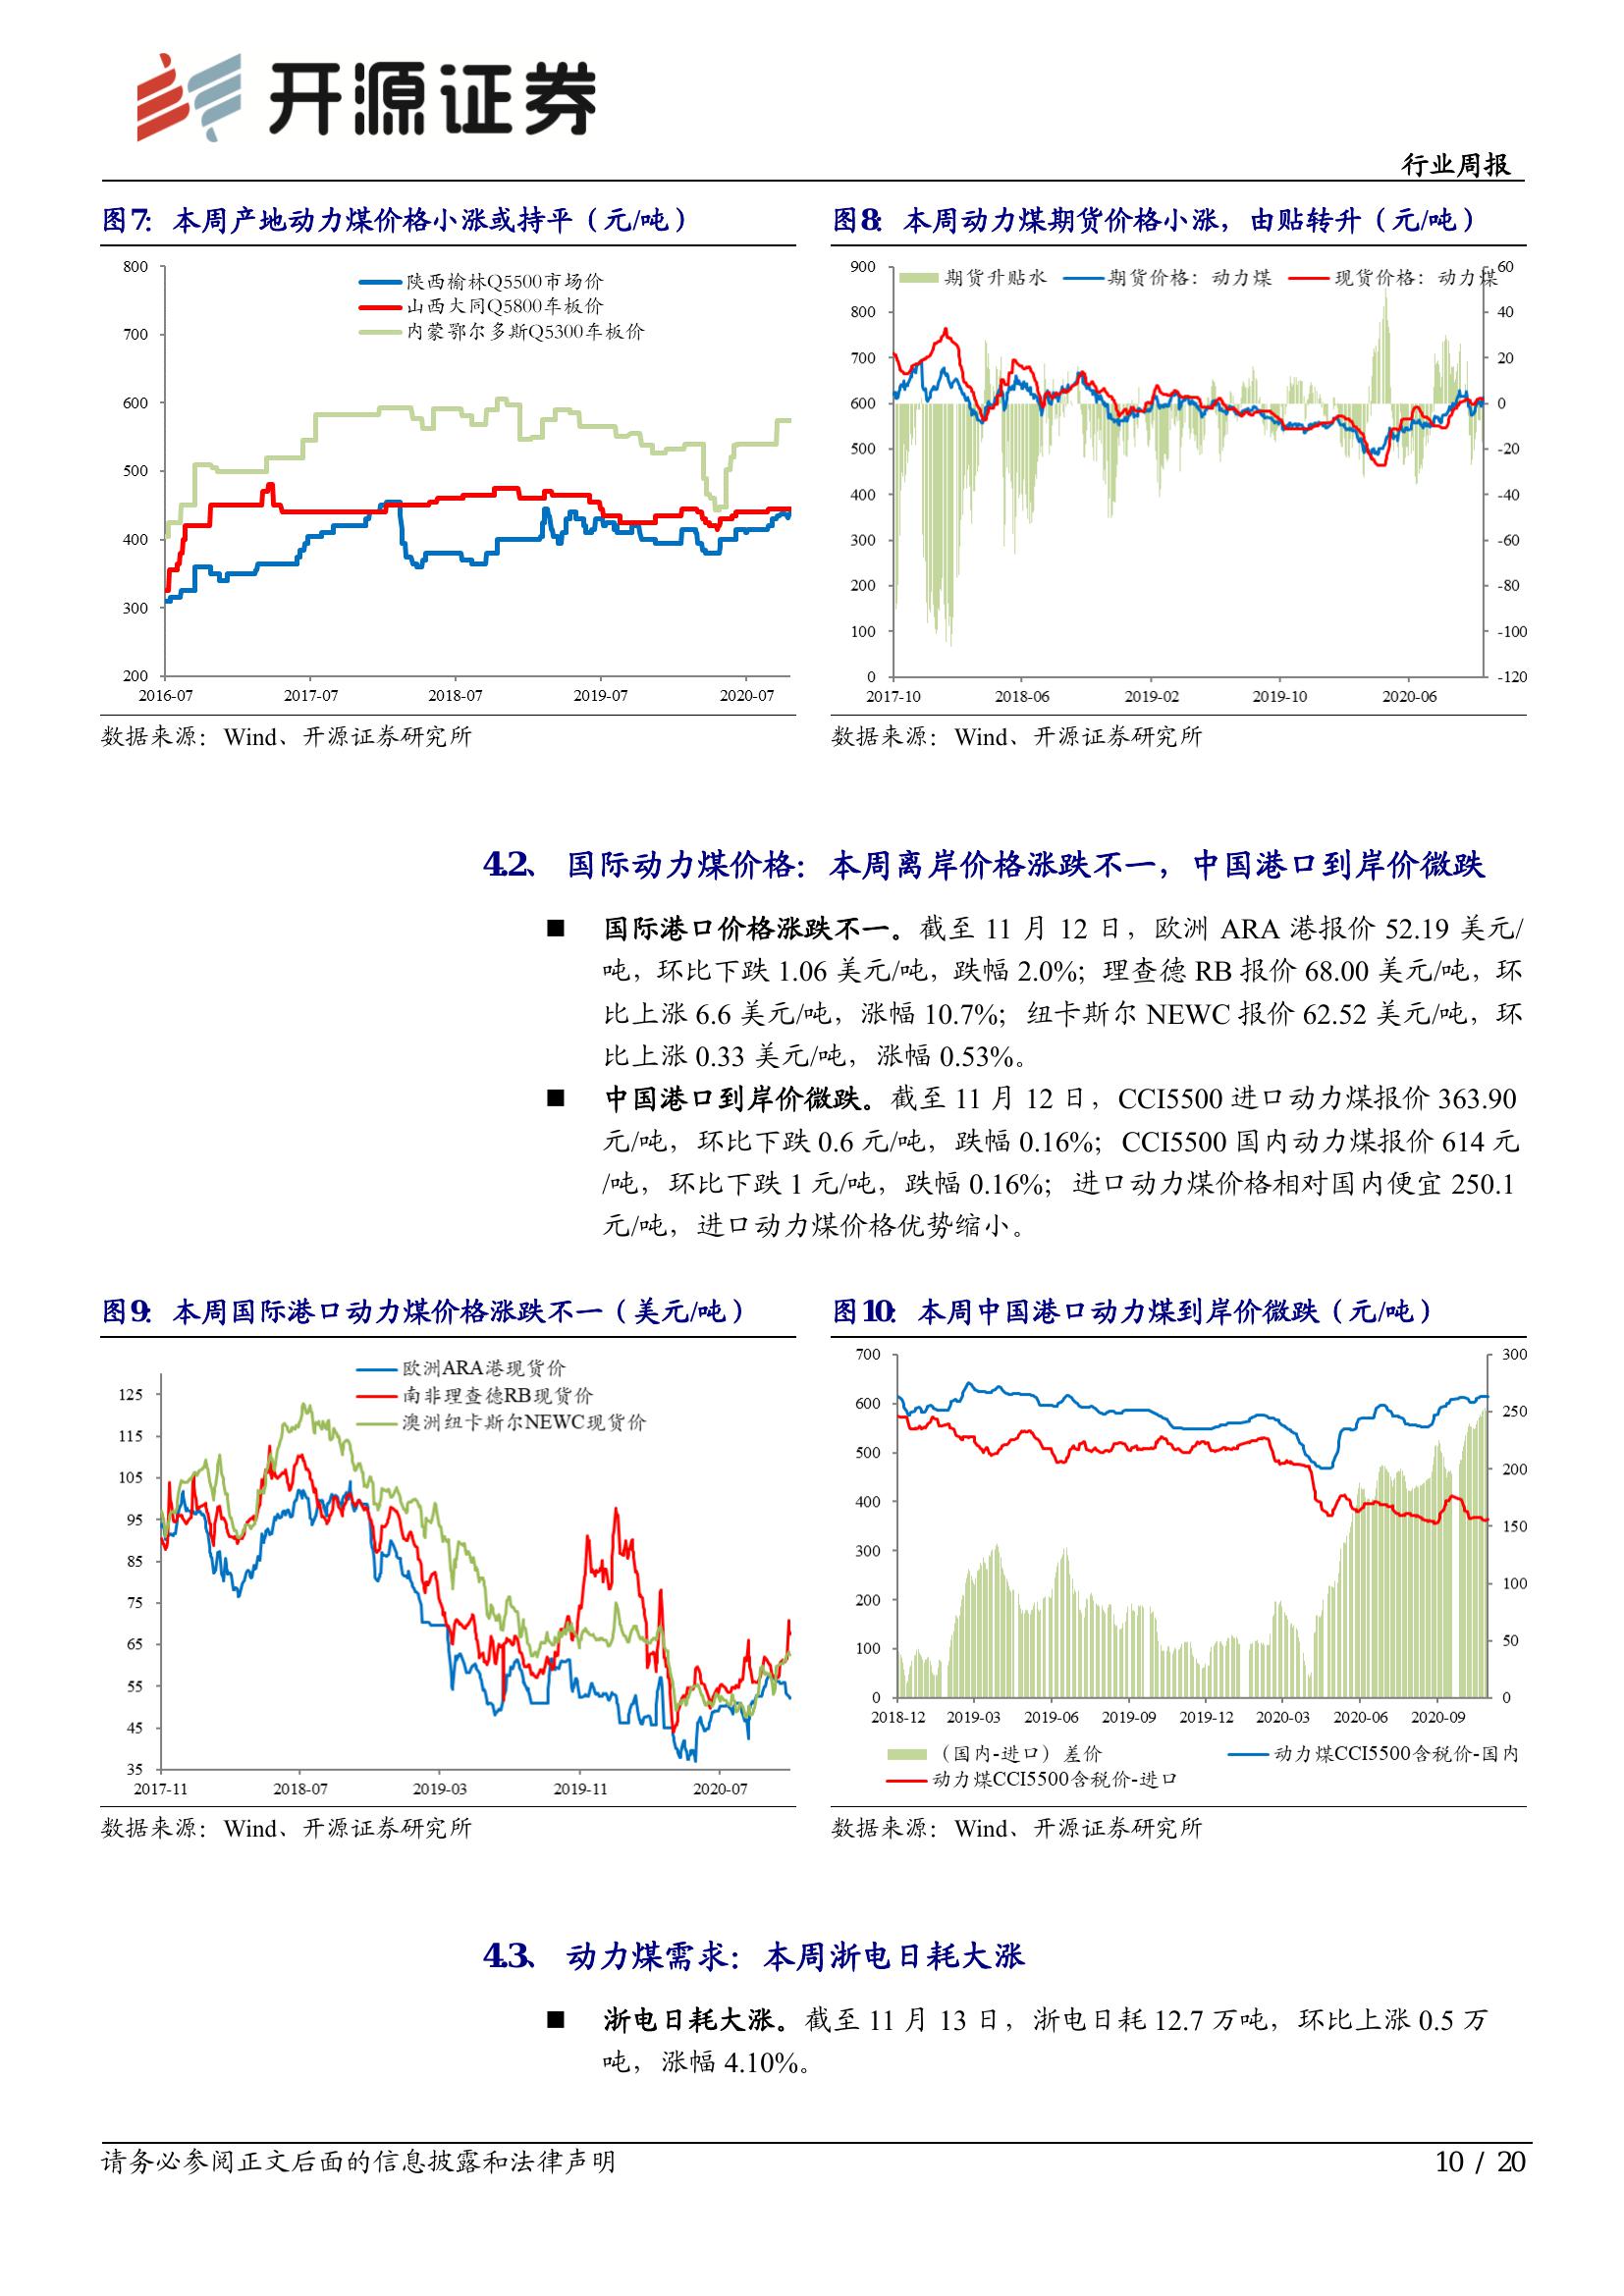 开源证券
行业周报
图7：本周产地动力煤价格小涨或持平（元/吨）
800
700
600
500
400
300
200
陕西榆林Q5500市场价
山西大同Q5800车板价
内蒙鄂尔多斯Q5300车板价
2016-07 2017-07 2018-07 2019-07 2020-07
数据来源：Wind、开源证券研究所
图8：本周动力煤期货价格小涨，由贴转升（元/吨）
900
800
700
600
500
400
300
200
100
0
期货升贴水 期货价格：动力煤 现货价格：动力煤
60
40
20
0
-20
-40
-60
-80
-100
-120
2017-10 2018-06 2019-02 2019-10 2020-06
数据来源：Wind、开源证券研究所
4.2、 国际动力煤价格：本周离岸价格涨跌不一，中国港口到岸价微跌
■ 国际港口价格涨跌不一。截至 11 月 12 日，欧洲 ARA 港报价 52.19 美元/
吨，环比下跌 1.06 美元/吨，跌幅 2.0%；理查德 RB 报价 68.00 美元/吨，环
比上涨 6.6 美元/吨，涨幅 10.7%；纽卡斯尔 NEWC 报价 62.52 美元/吨，环
比上涨 0.33 美元/吨，涨幅 0.53%。
■ 中国港口到岸价微跌。截至 11 月 12 日，CCI5500 进口动力煤报价 363.90
元/吨，环比下跌 0.6 元/吨，跌幅 0.16%；CCI5500 国内动力煤报价 614 元
/吨，环比下跌 1 元/吨，跌幅 0.16%；进口动力煤价格相对国内便宜 250.1
元/吨，进口动力煤价格优势缩小。
图9：本周国际港口动力煤价格涨跌不一（美元/吨）
125
115
105
95
85
75
65
55
45
35
欧洲ARA港现货价
南非理查德RB现货价
澳洲纽卡斯尔NEWC现货价
2017-11 2018-07 2019-03 2019-11 2020-07
数据来源：Wind、开源证券研究所
图10：本周中国港口动力煤到岸价微跌（元/吨）
700
600
500
400
300
200
100
0
300
250
200
150
100
50
0
2018-12 2019-03 2019-06 2019-09 2019-12 2020-03 2020-06 2020-09
（国内-进口）差价 动力煤CCI5500含税价-国内
动力煤CCI5500含税价-进口
数据来源：Wind、开源证券研究所
4.3、 动力煤需求：本周浙电日耗大涨
■ 浙电日耗大涨。截至 11 月 13 日，浙电日耗 12.7 万吨，环比上涨 0.5 万
吨，涨幅 4.10%。
请务必参阅正文后面的信息披露和法律声明 10 / 20